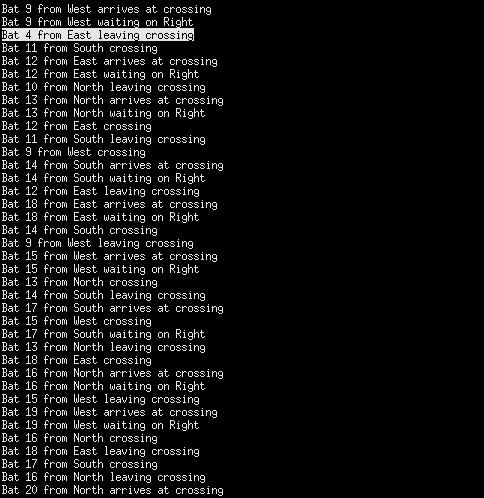 Bat 9 from West arrives at crossing
Bat 9 from West waiting on Right
Bat 4 from East leaving crossing
Bat 11 from South crossing
Bat 12 from East arrives at crossing
Bat 12 from East waiting on Right
Bat 10 from North leaving crossing
Bat 13 from North arrives at crossing
Bat 13 from North waiting on Right
Bat 12 from East crossing
Bat 11 from South leaving crossing
Bat 9 from West crossing
Bat 14 from South arrives at crossing
Bat 14 from South waiting on Right
Bat 12 from East leaving crossing
Bat 18 from East arrives at crossing
Bat 18 from East waiting on Right
Bat 14 from South crossing
Bat 9 from West leaving crossing
Bat 15 from West arrives at crossing
Bat 15 from West waiting on Right
Bat 13 from North crossing
Bat 14 from South leaving crossing
Bat 17 from South arrives at crossing
Bat 15 from West crossing
Bat 17 from South waiting on Right
Bat 13 from North leaving crossing
Bat 18 from East crossing
Bat 16 from North arrives at crossing
Bat 16 from North waiting on Right
Bat 15 from West leaving crossing
Bat 19 from West arrives at crossing
Bat 19 from West waiting on Right
Bat 16 from North crossing
Bat 18 from East leaving crossing
Bat 17 from South crossing
Bat 16 from North leaving crossing
Bat 20 from North arrives at crossing